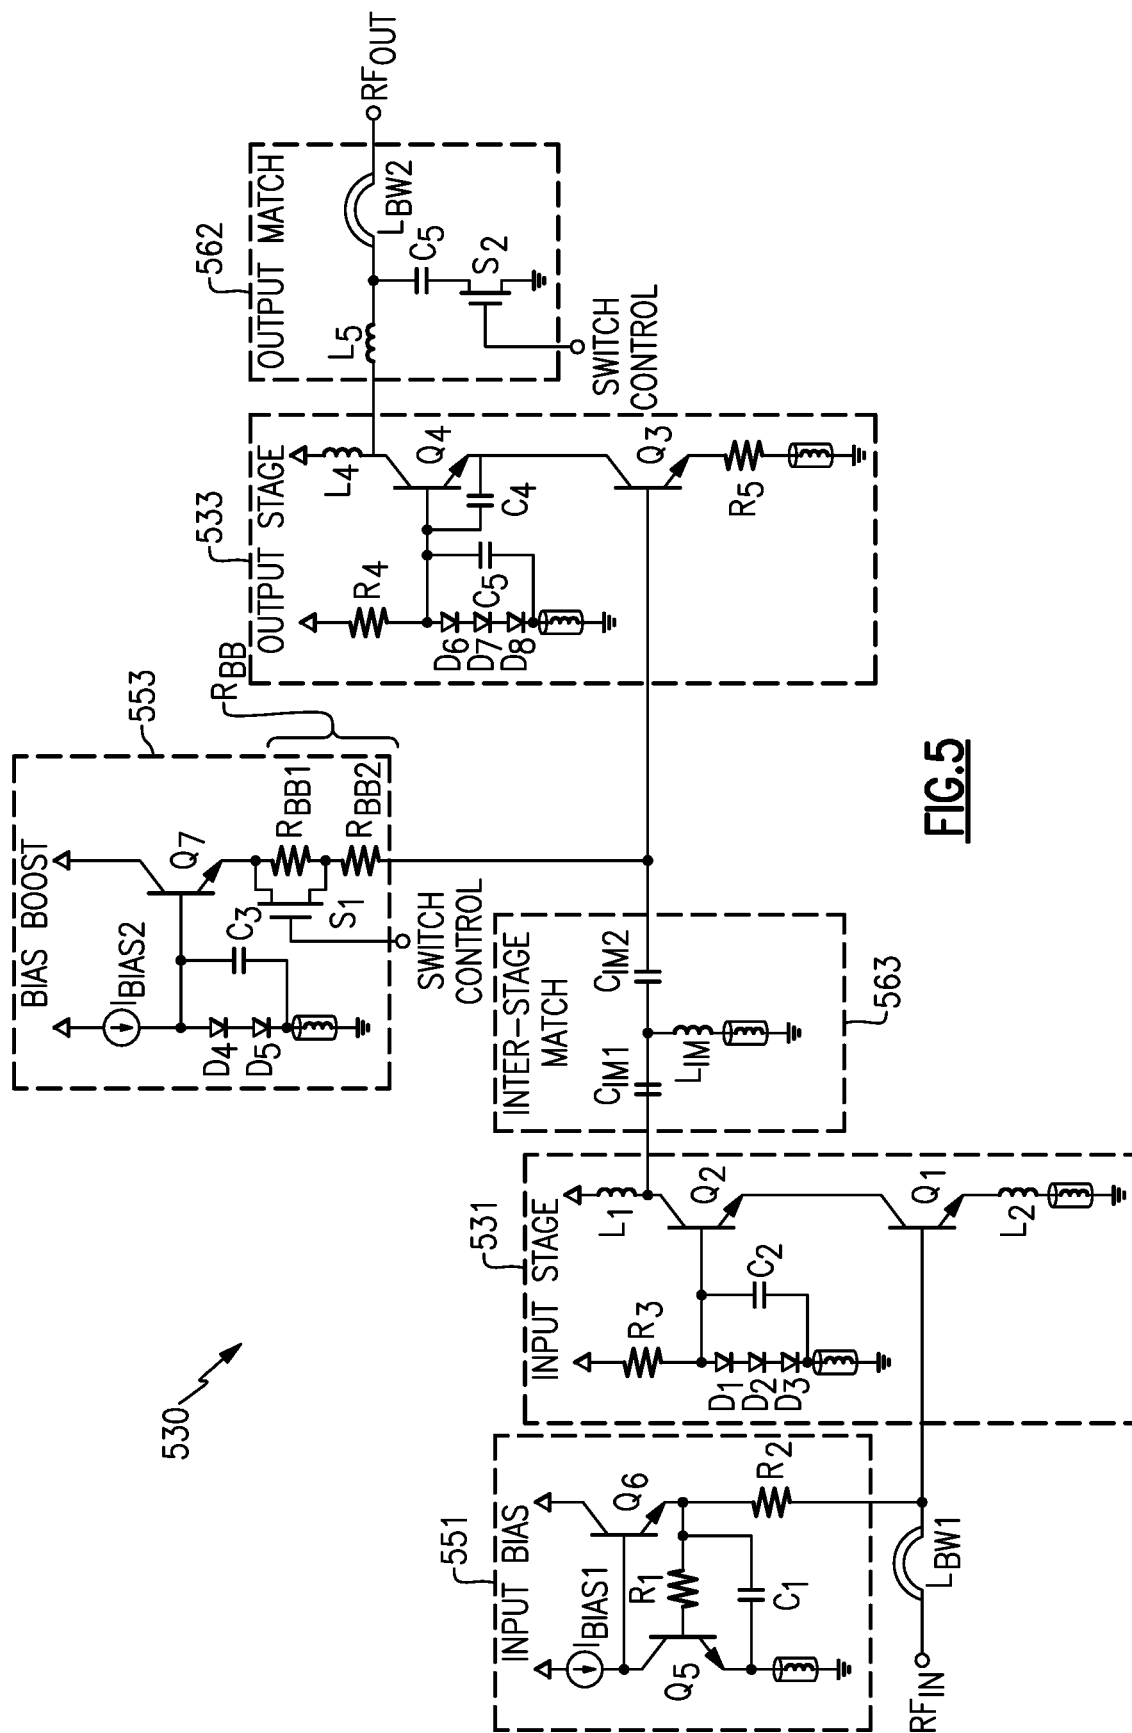 530
551
INPUT BIAS
IBIAS1
Q6
R1
Q5
C1
R2
RFIN
LBW1
531
INPUT STAGE
R3
D1
D2
D3
C2
L1
Q2
Q1
L2
INTER-STAGE
MATCH
CIM1
CIM2
LIM
563
553
BIAS BOOST
IBIAS2
Q7
D4
D5
C3
S1
RBB1
RBB2
RBB
SWITCH
CONTROL
533
OUTPUT STAGE
R4
L4
Q4
D6
D7
D8
C5
C4
Q3
R5
562
OUTPUT MATCH
L5
C5
LBW2
S2
SWITCH
CONTROL
RFOUT
FIG.5